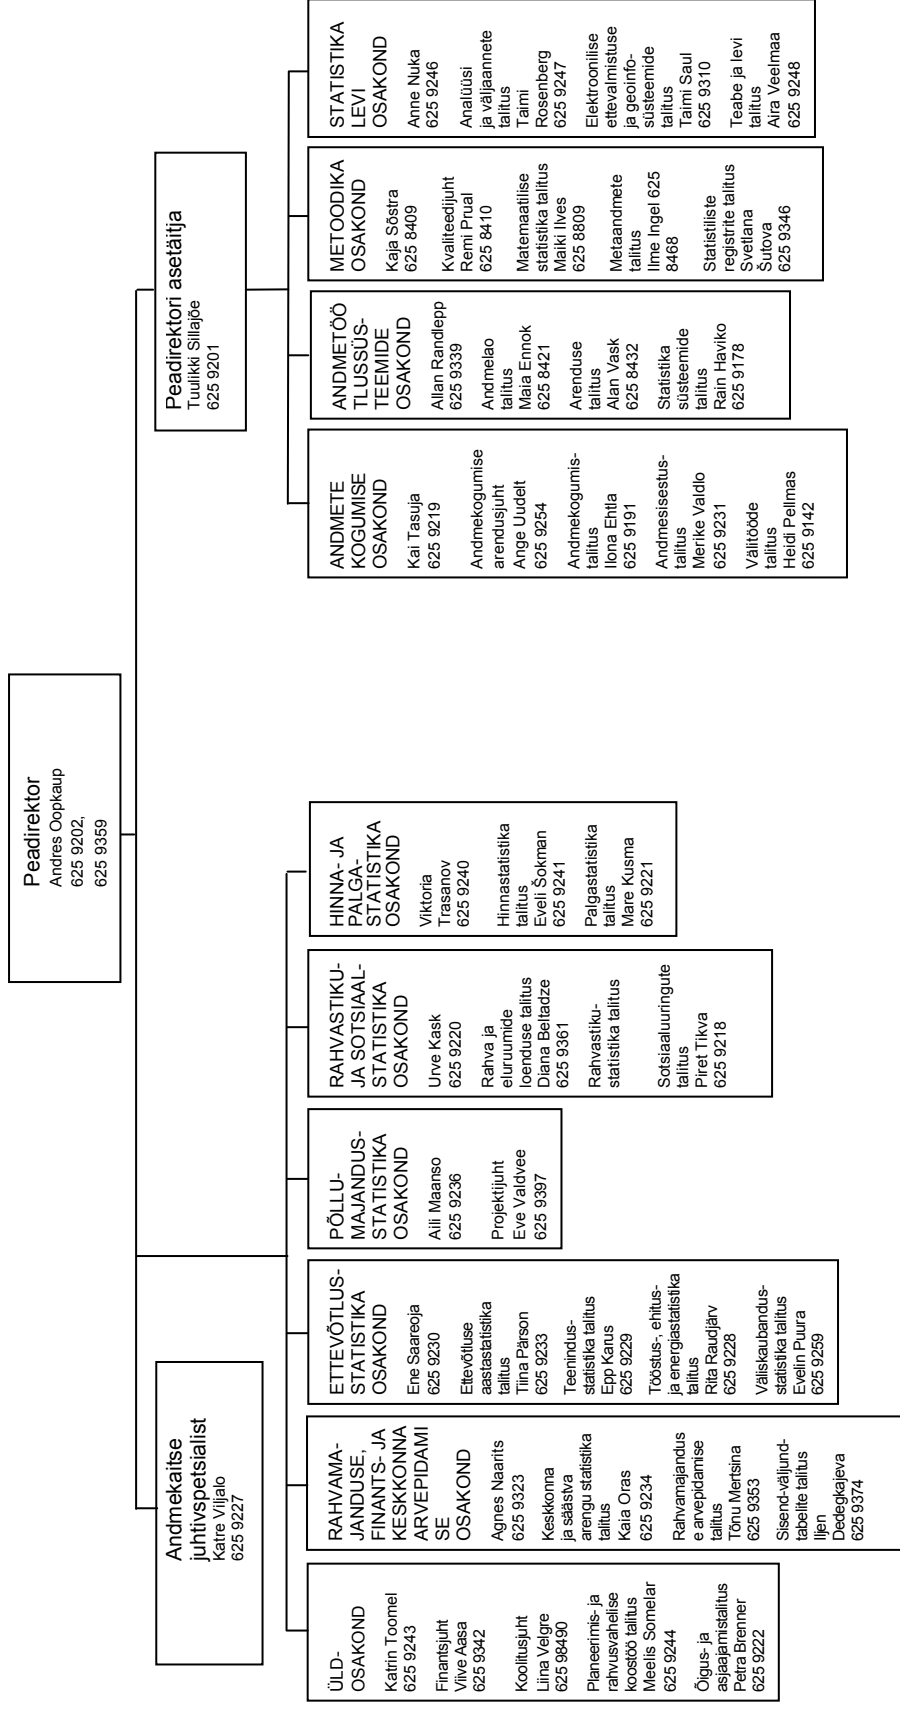 Peadirektor
Andres Oopkaup
625 9202,
625 9359
Andmekaitse
juhtivspetsialist
Katre Viljalo
625 9227
Peadirektori asetäitja
Tuulikki Sillajõe
625 9201
ÜLD-
OSAKOND
Katrin Toomel
625 9243
Finantsjuht
Viive Aasa
625 9342
Koolitusjuht
Liina Velgre
625 98490
Planeerimis- ja
rahvusvahelise
koostöö talitus
Meelis Somelar
625 9244
Õigus- ja
asjaajamistalitus
Petra Brenner
625 9222
RAHVAMA-
JANDUSE,
FINANTS- JA
KESKKONNA
ARVEPIDAMI
SE
OSAKOND
Agnes Naarits
625 9323
Keskkonna
ja säästva
arengu statistika
talitus
Kaia Oras
625 9234
Rahvamajandus
e arvepidamise
talitus
Tõnu Mertsina
625 9353
Sisend-väljund-
tabelite talitus
Iljen
Dedegkajeva
625 9374
ETTEVÕTLUS-
STATISTIKA
OSAKOND
Ene Saareoja
625 9230
Ettevõtluse
aastastatistika
talitus
Tiina Pärson
625 9233
Teenindus-
statistika talitus
Epp Karus
625 9229
Tööstus-, ehitus-
ja energiastatistika
talitus
Rita Raudjärv
625 9228
Väliskaubandus-
statistika talitus
Evelin Puura
625 9259
PÕLLU-
MAJANDUS-
STATISTIKA
OSAKOND
Aili Maanso
625 9236
Projektijuht
Eve Valdvee
625 9397
RAHVASTIKU-
JA SOTSIAAL-
STATISTIKA
OSAKOND
Urve Kask
625 9220
Rahva ja
eluruumide
loenduse talitus
Diana Beltadze
625 9361
Rahvastiku-
statistika talitus
Sotsiaaluuringute
talitus
Piret Tikva
625 9218
HINNA- JA
PALGA-
STATISTIKA
OSAKOND
Viktoria
Trasanov
625 9240
Hinnastatistika
talitus
Eveli Šokman
625 9241
Palgastatistika
talitus
Mare Kusma
625 9221
ANDMETE
KOGUMISE
OSAKOND
Kai Tasuja
625 9219
Andmekogumise
arendusjuht
Ange Uudelt
625 9254
Andmekogumis-
talitus
Ilona Ehtla
625 9191
Andmesisestus-
talitus
Merike Valdlo
625 9231
Välitööde
talitus
Heidi Pellmas
625 9142
ANDMETÖÖ
TLUSSÜS-
TEEMIDE
OSAKOND
Allan Randlepp
625 9339
Andmelao
talitus
Maia Ennok
625 8421
Arenduse
talitus
Alan Vask
625 8432
Statistika
süsteemide
talitus
Rain Haviko
625 9178
METOODIKA
OSAKOND
Kaja Sõstra
625 8409
Kvaliteedijuht
Remi Prual
625 8410
Matemaatilise
statistika talitus
Maiki Ilves
625 8809
Metaandmete
talitus
Ilme Ingel 625
8468
Statistiliste
registrite talitus
Svetlana
Šutova
625 9346
STATISTIKA
LEVI
OSAKOND
Anne Nuka
625 9246
Analüüsi
ja väljaannete
talitus
Taimi
Rosenberg
625 9247
Elektroonilise
ettevalmistuse
ja geoinfo-
süsteemide
talitus
Taimi Saul
625 9310
Teabe ja levi
talitus
Aira Veelmaa
625 9248